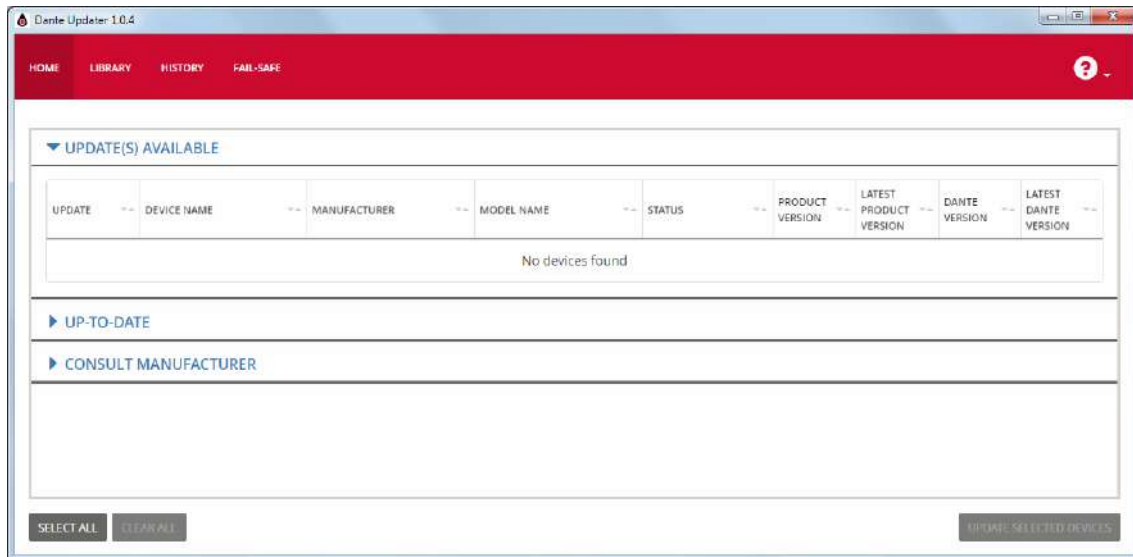 Dante Updater 1.0.4
HOME LIBRARY HISTORY FAIL-SAFE ?
UPDATE(S) AVAILABLE
UPDATE DEVICE NAME MANUFACTURER MODEL NAME STATUS PRODUCT VERSION LATEST PRODUCT VERSION DANTE VERSION LATEST DANTE VERSION
No devices found
UP-TO-DATE
CONSULT MANUFACTURER
SELECT ALL CLEAR ALL UPDATE SELECTED DEVICES